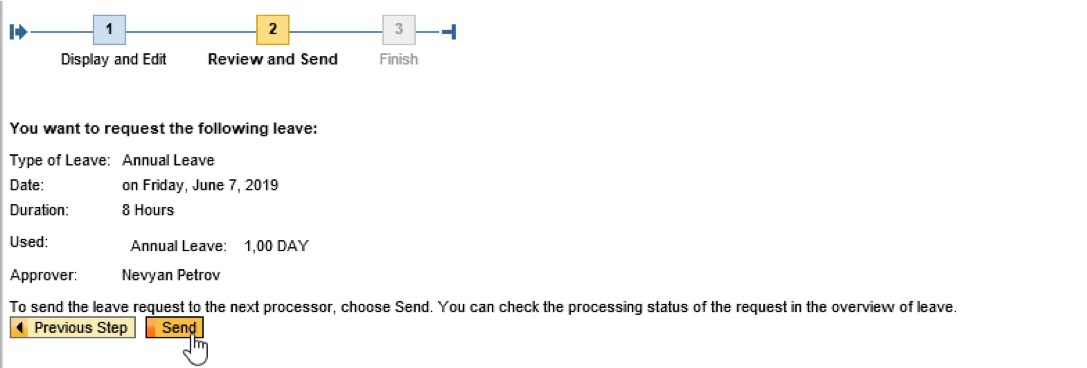 1 2 3
Display and Edit Review and Send Finish
You want to request the following leave:
Type of Leave: Annual Leave
Date: on Friday, June 7, 2019
Duration: 8 Hours
Used: Annual Leave: 1,00 DAY
Approver: Nevyan Petrov
To send the leave request to the next processor, choose Send. You can check the processing status of the request in the overview of leave.
Previous Step Send